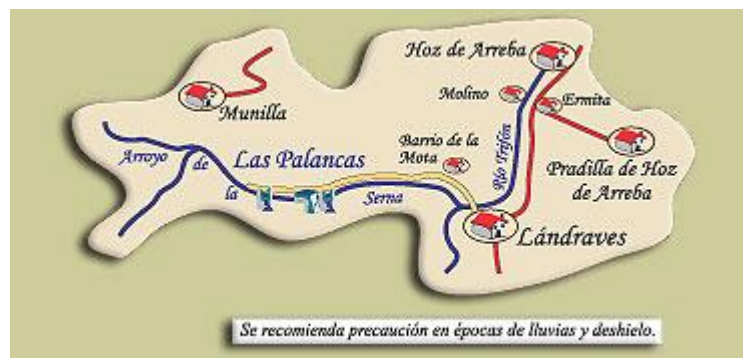 Hoz de Arreba
Molino
Ermita
Munilla
Barrio de la
Mota
Río Trifón
Arroyo de la Serna
Las Palancas
Pradilla de Hoz
de Arreba
Lándraves
Se recomienda precaución en épocas de lluvias y deshielo.